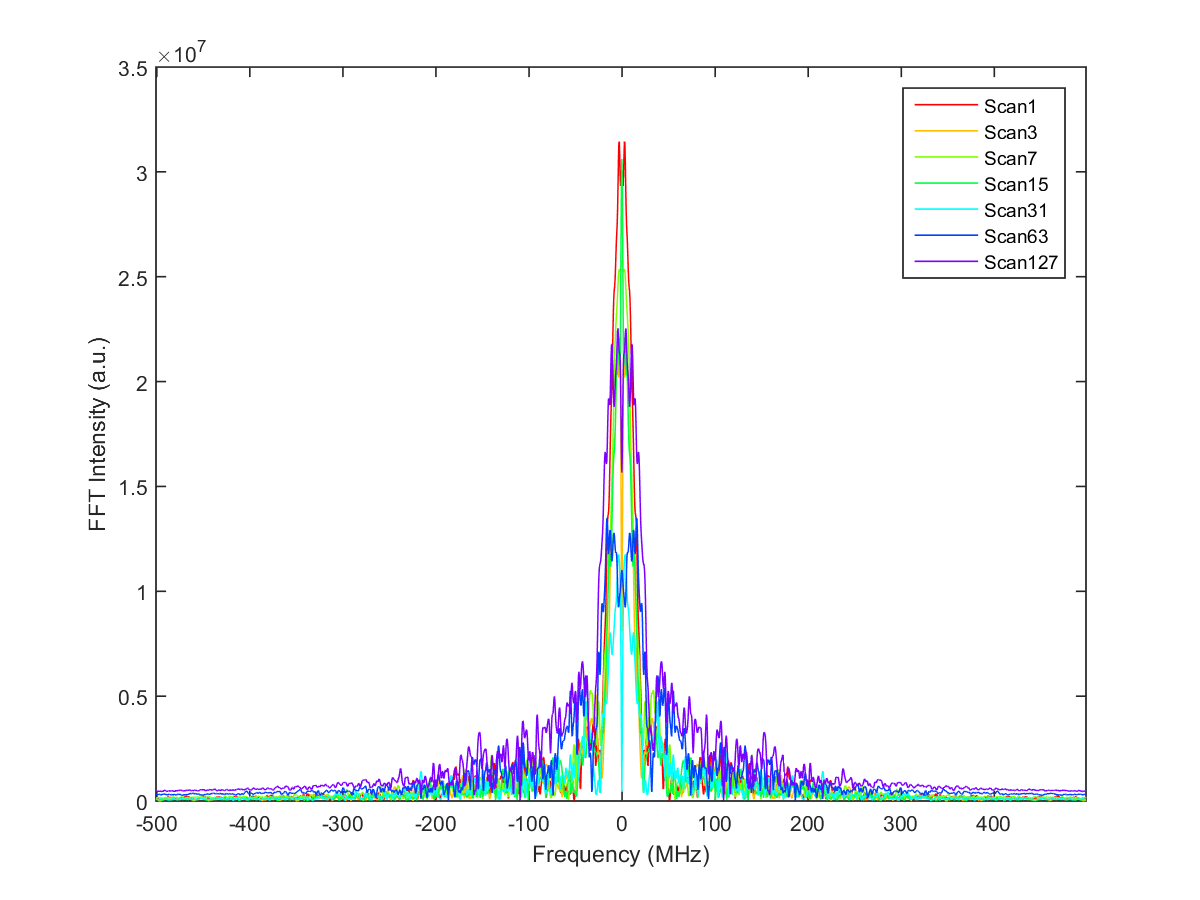 ×10^7
3.5
3
2.5
2
1.5
1
0.5
0
FFT Intensity (a.u.)
-500 -400 -300 -200 -100 0 100 200 300 400
Frequency (MHz)
Scan1
Scan3
Scan7
Scan15
Scan31
Scan63
Scan127